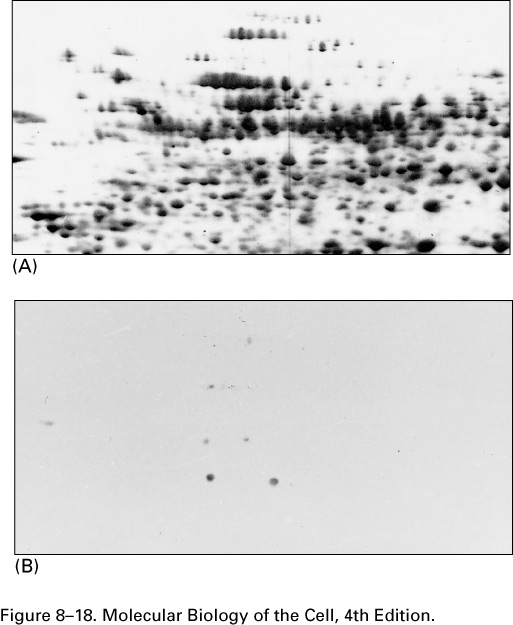 (A)
(B)
Figure 8–18. Molecular Biology of the Cell, 4th Edition.